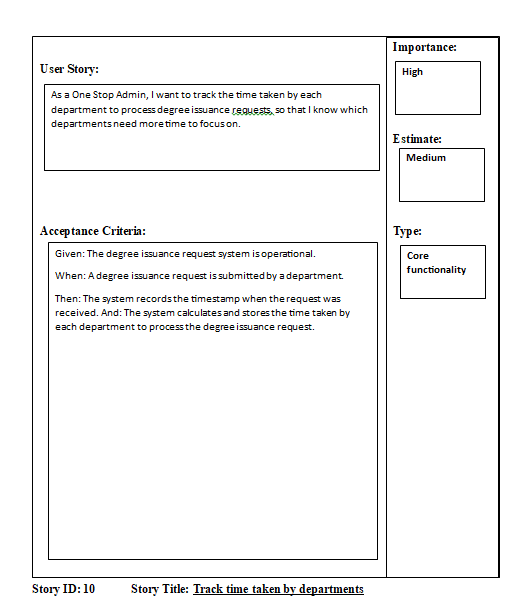 Importance:
User Story:
High
As a One Stop Admin, I want to track the time taken by each
department to process degree issuance requests, so that I know which
departments need more time to focus on.
Estimate:
Medium
Acceptance Criteria:
Type:
Given: The degree issuance request system is operational.
When: A degree issuance request is submitted by a department.
Then: The system records the timestamp when the request was
received. And: The system calculates and stores the time taken by
each department to process the degree issuance request.
Core
functionality
Story ID: 10 Story Title: Track time taken by departments